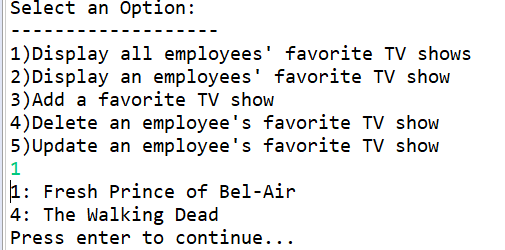 Select an Option:
-------------------
1)Display all employees' favorite TV shows
2)Display an employees' favorite TV show
3)Add a favorite TV show
4)Delete an employee's favorite TV show
5)Update an employee's favorite TV show
1
1: Fresh Prince of Bel-Air
4: The Walking Dead
Press enter to continue...